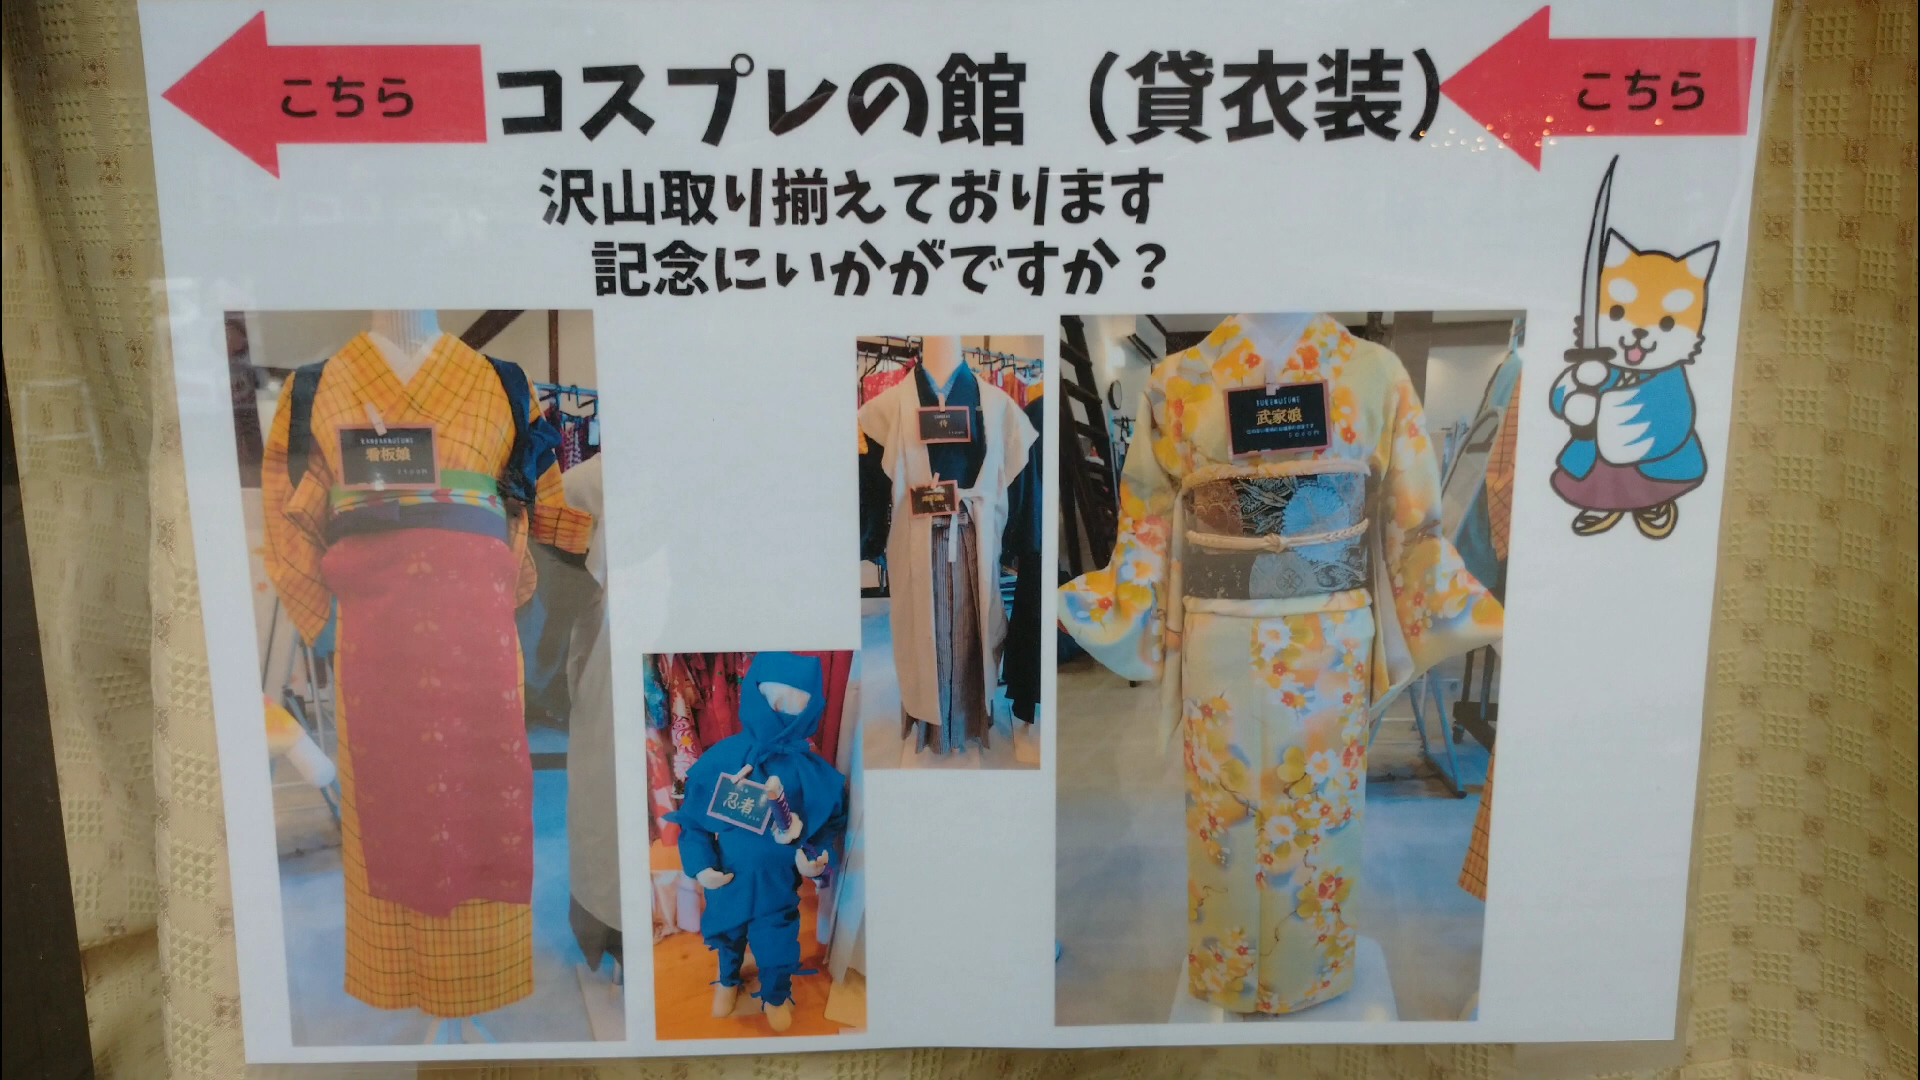 こちら
コスプレの館（貸衣装）
こちら
沢山取り揃えております
記念にいかがですか？
KANBANMUSUME
看板娘
侍
BUKEMUSUME
武家娘
忍者